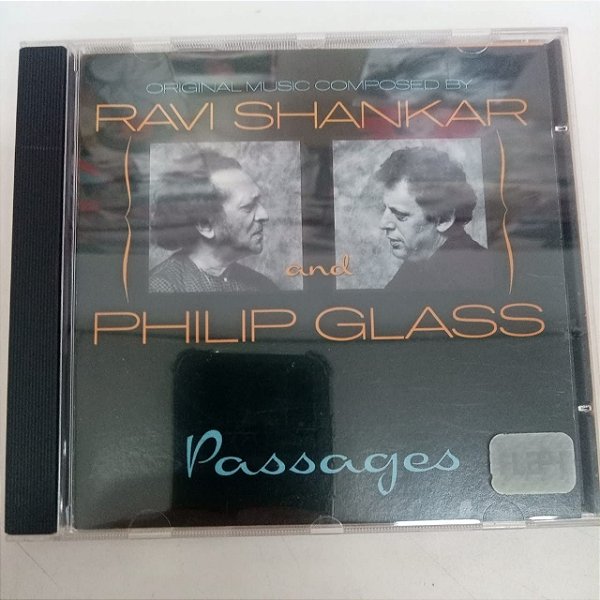 ORIGINAL MUSIC COMPOSED BY
RAVI SHANKAR
and
PHILIP GLASS
Passages